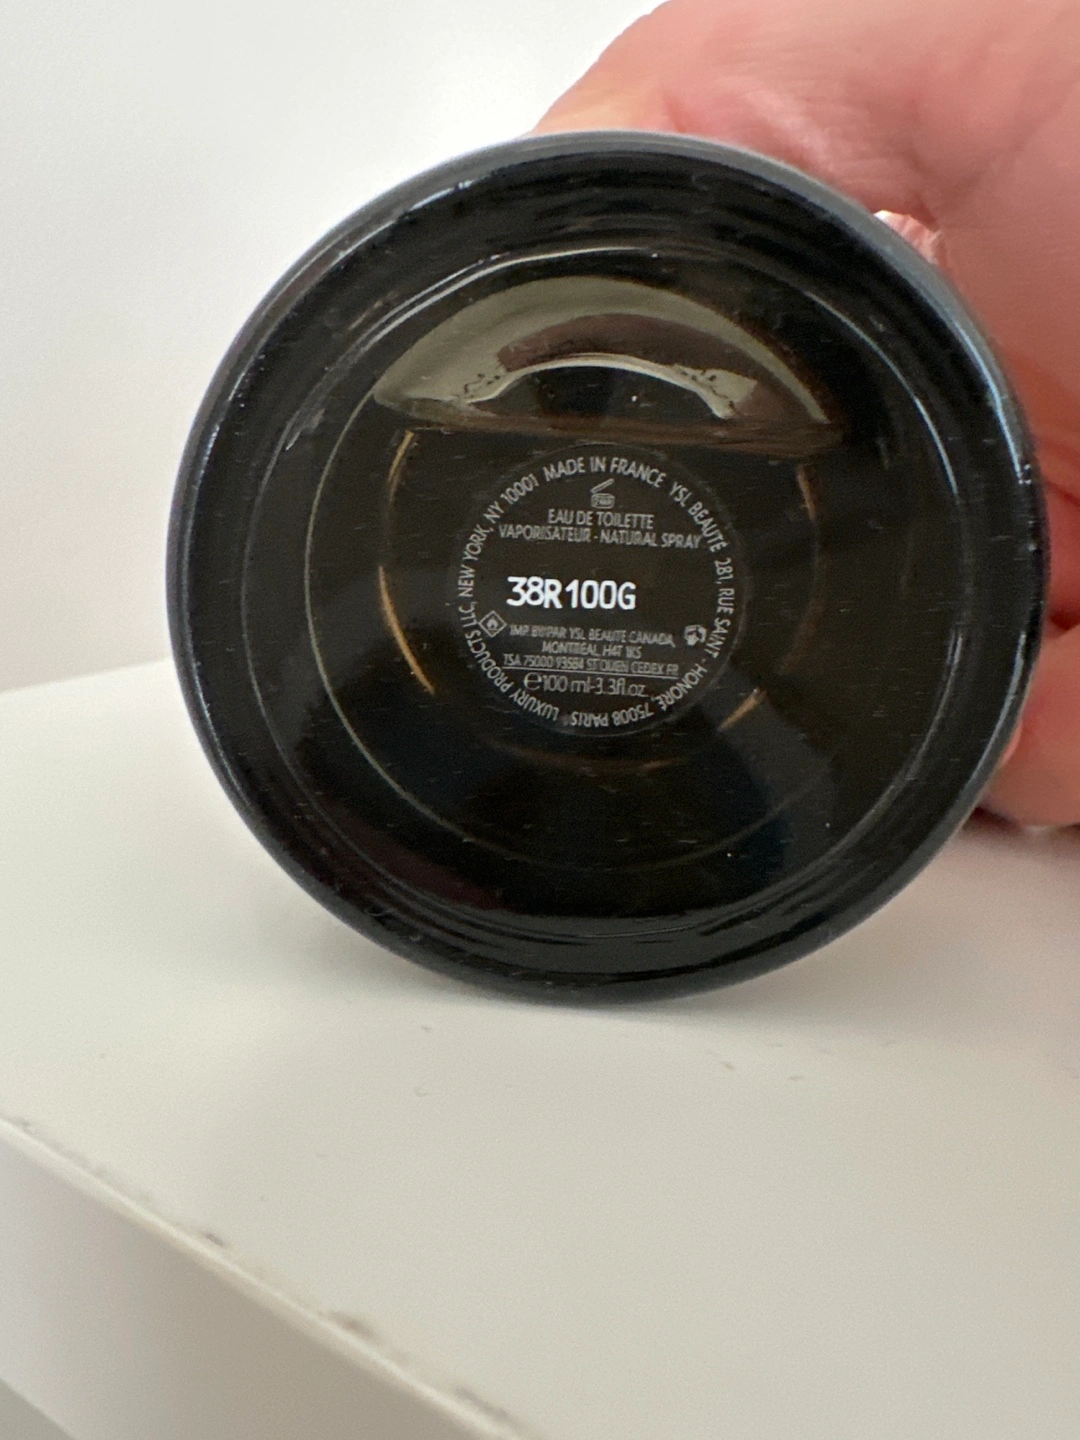 MADE IN FRANCE YSL BEAUTÉ 281, RUE SAINT-HONORÉ, 75008 PARIS LUXURY PRODUCTS LLC, NEW YORK, NY 10001
EAU DE TOILETTE
VAPORISATEUR - NATURAL SPRAY
38R100G
IMP. BY/PAR YSL BEAUTE CANADA
MONTREAL H4T 1K5
TSA 75000 93584 ST OUEN CEDEX FR
℮100 ml-3.3fl.oz.